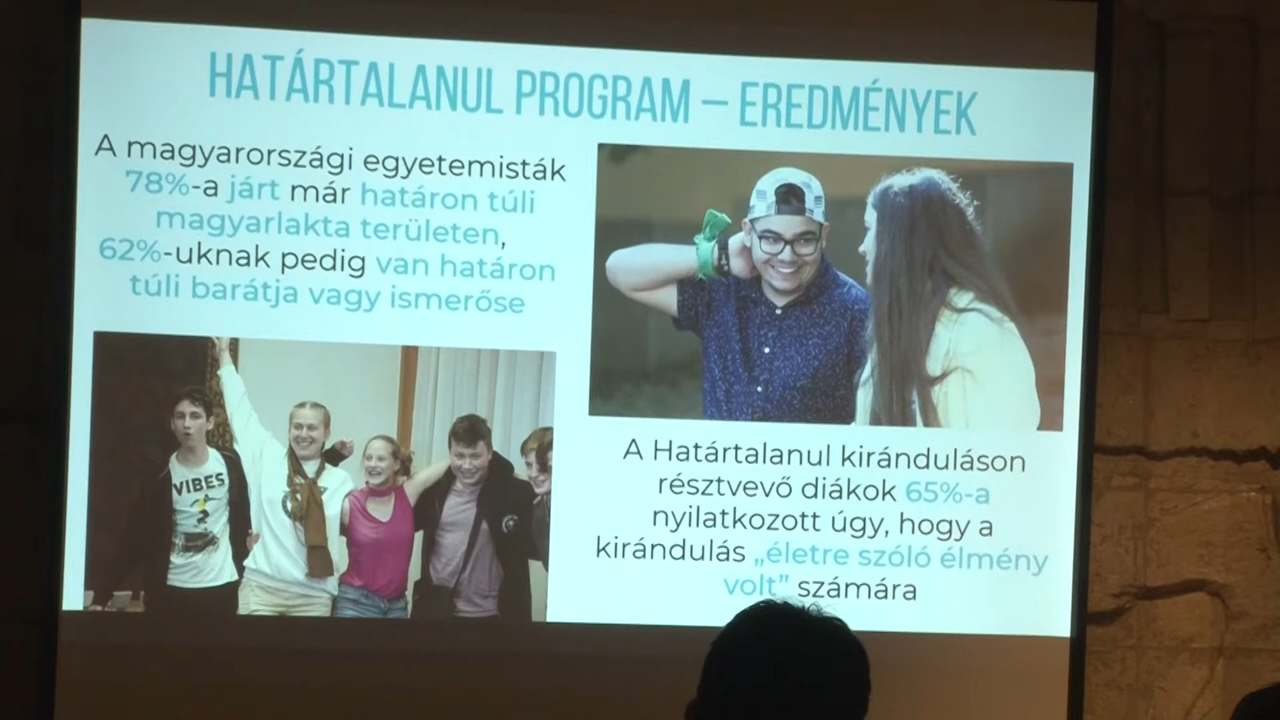 HATÁRTALANUL PROGRAM – EREDMÉNYEK
A magyarországi egyetemisták
78%-a járt már határon túli
magyarlakta területen,
62%-uknak pedig van határon
túli barátja vagy ismerőse
VIBES
A Határtalanul kiránduláson
résztvevő diákok 65%-a
nyilatkozott úgy, hogy a
kirándulás „életre szóló élmény
volt” számára